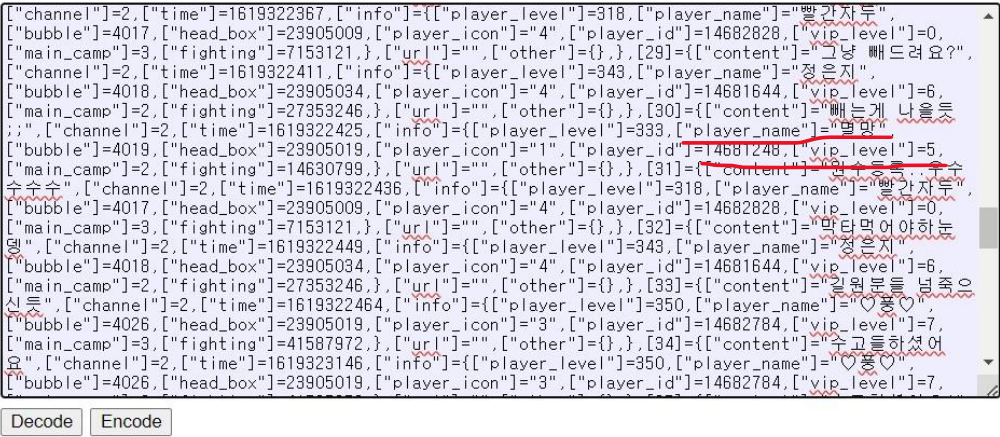 ["channel"]=2,["time"]=1619322367,["info"]={["player_level"]=318,["player_name"]="빨간자두",
["bubble"]=4017,["head_box"]=23905009,["player_icon"]="4",["player_id"]=14682828,["vip_level"]=0,
["main_camp"]=3,["fighting"]=7153121,},["url"]="",["other"]={},},[29]={["content"]="그냥 빼드려요?",
["channel"]=2,["time"]=1619322411,["info"]={["player_level"]=343,["player_name"]="정은지",
["bubble"]=4018,["head_box"]=23905034,["player_icon"]="4",["player_id"]=14681644,["vip_level"]=6,
["main_camp"]=2,["fighting"]=27353246,},["url"]="",["other"]={},},[30]={["content"]="빼는게 나을듯
;;",["channel"]=2,["time"]=1619322425,["info"]={["player_level"]=333,["player_name"]="멸망",
["bubble"]=4019,["head_box"]=23905019,["player_icon"]="1",["player_id"]=14681248,["vip_level"]=5,
["main_camp"]=2,["fighting"]=14630799,},["url"]="",["other"]={},},[31]={["content"]="원수등록..우수
수수수",["channel"]=2,["time"]=1619322436,["info"]={["player_level"]=318,["player_name"]="빨간자두",
["bubble"]=4017,["head_box"]=23905009,["player_icon"]="4",["player_id"]=14682828,["vip_level"]=0,
["main_camp"]=3,["fighting"]=7153121,},["url"]="",["other"]={},},[32]={["content"]="막타먹어야하눈
뎅",["channel"]=2,["time"]=1619322449,["info"]={["player_level"]=343,["player_name"]="정은지",
["bubble"]=4018,["head_box"]=23905034,["player_icon"]="4",["player_id"]=14681644,["vip_level"]=6,
["main_camp"]=2,["fighting"]=27353246,},["url"]="",["other"]={},},[33]={["content"]="길원분들 넘죽으
신듯",["channel"]=2,["time"]=1619322464,["info"]={["player_level"]=350,["player_name"]="♡퐁♡",
["bubble"]=4026,["head_box"]=23905019,["player_icon"]="3",["player_id"]=14682784,["vip_level"]=7,
["main_camp"]=3,["fighting"]=41587972,},["url"]="",["other"]={},},[34]={["content"]="수고들하셨어
요",["channel"]=2,["time"]=1619323146,["info"]={["player_level"]=350,["player_name"]="♡퐁♡",
["bubble"]=4026,["head_box"]=23905019,["player_icon"]="3",["player_id"]=14682784,["vip_level"]=7,
Decode Encode